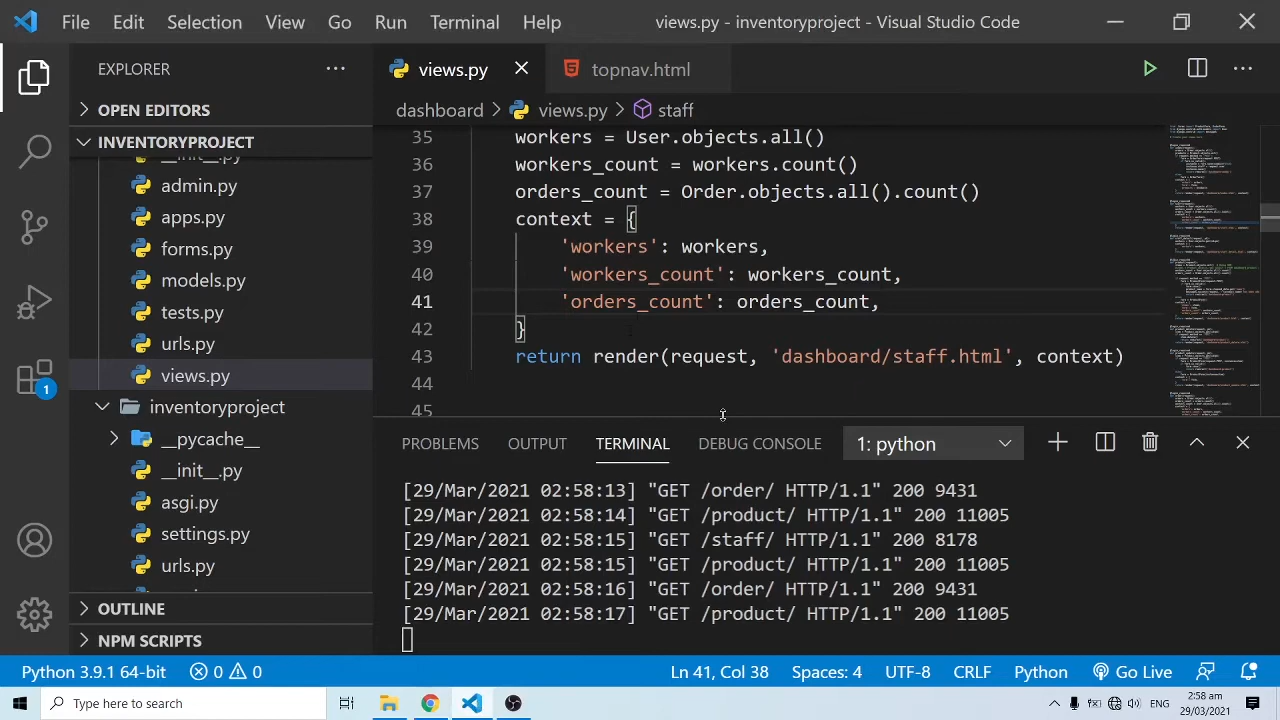 File Edit Selection View Go Run Terminal Help views.py - inventoryproject - Visual Studio Code
EXPLORER
OPEN EDITORS
INVENTORYPROJECT
__init__.py
admin.py
apps.py
forms.py
models.py
tests.py
urls.py
views.py
inventoryproject
__pycache__
__init__.py
asgi.py
settings.py
urls.py
OUTLINE
NPM SCRIPTS
1
views.py topnav.html
dashboard > views.py > staff
35 workers = User.objects.all()
36 workers_count = workers.count()
37 orders_count = Order.objects.all().count()
38 context = {
39 'workers': workers,
40 'workers_count': workers_count,
41 'orders_count': orders_count,
42 }
43 return render(request, 'dashboard/staff.html', context)
44
45
PROBLEMS OUTPUT TERMINAL DEBUG CONSOLE 1: python
[29/Mar/2021 02:58:13] "GET /order/ HTTP/1.1" 200 9431
[29/Mar/2021 02:58:14] "GET /product/ HTTP/1.1" 200 11005
[29/Mar/2021 02:58:15] "GET /staff/ HTTP/1.1" 200 8178
[29/Mar/2021 02:58:15] "GET /product/ HTTP/1.1" 200 11005
[29/Mar/2021 02:58:16] "GET /order/ HTTP/1.1" 200 9431
[29/Mar/2021 02:58:17] "GET /product/ HTTP/1.1" 200 11005
Python 3.9.1 64-bit 0 0 Ln 41, Col 38 Spaces: 4 UTF-8 CRLF Python Go Live
Type here to search
ENG
2:58 am
29/03/2021